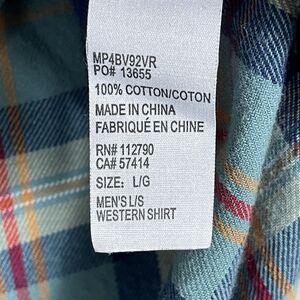 MP4BV92VR
PO# 13655
100% COTTON/COTON
MADE IN CHINA
FABRIQUÉ EN CHINE
RN# 112790
CA# 57414
SIZE: L/G
MEN'S L/S
WESTERN SHIRT